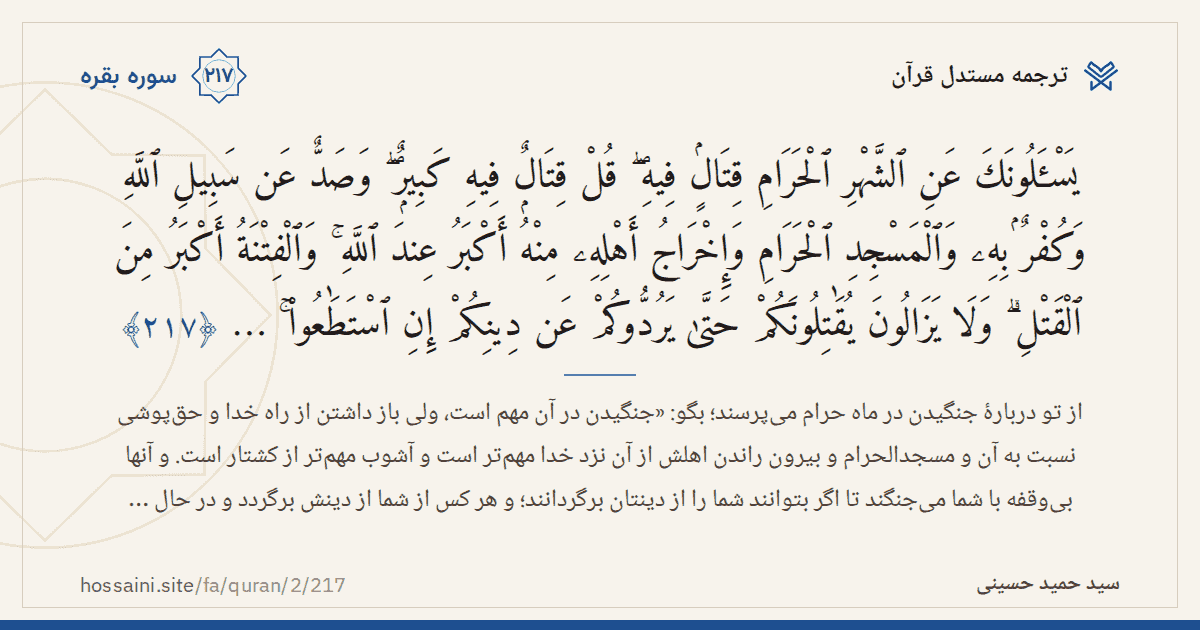 ترجمه مستدل قرآن
۲۱۷ سوره بقره
يَسْـَٔلُونَكَ عَنِ ٱلشَّهْرِ ٱلْحَرَامِ قِتَالٍۢ فِيهِ ۖ قُلْ قِتَالٌۭ فِيهِ كَبِيرٌۭ ۖ وَصَدٌّ عَن سَبِيلِ ٱللَّهِ
وَكُفْرٌۢ بِهِۦ وَٱلْمَسْجِدِ ٱلْحَرَامِ وَإِخْرَاجُ أَهْلِهِۦ مِنْهُ أَكْبَرُ عِندَ ٱللَّهِ ۚ وَٱلْفِتْنَةُ أَكْبَرُ مِنَ
ٱلْقَتْلِ ۗ وَلَا يَزَالُونَ يُقَـٰتِلُونَكُمْ حَتَّىٰ يَرُدُّوكُمْ عَن دِينِكُمْ إِنِ ٱسْتَطَـٰعُوا۟ ۚ ... ﴿٢١٧﴾
از تو دربارهٔ جنگیدن در ماه حرام می‌پرسند؛ بگو: «جنگیدن در آن مهم است، ولی باز داشتن از راه خدا و حق‌پوشی
نسبت به آن و مسجدالحرام و بیرون راندن اهلش از آن نزد خدا مهم‌تر است و آشوب مهم‌تر از کشتار است. و آنها
بی‌وقفه با شما می‌جنگند تا اگر بتوانند شما را از دینتان برگردانند؛ و هر کس از شما از دینش برگردد و در حال ...
سید حمید حسینی
hossaini.site/fa/quran/2/217